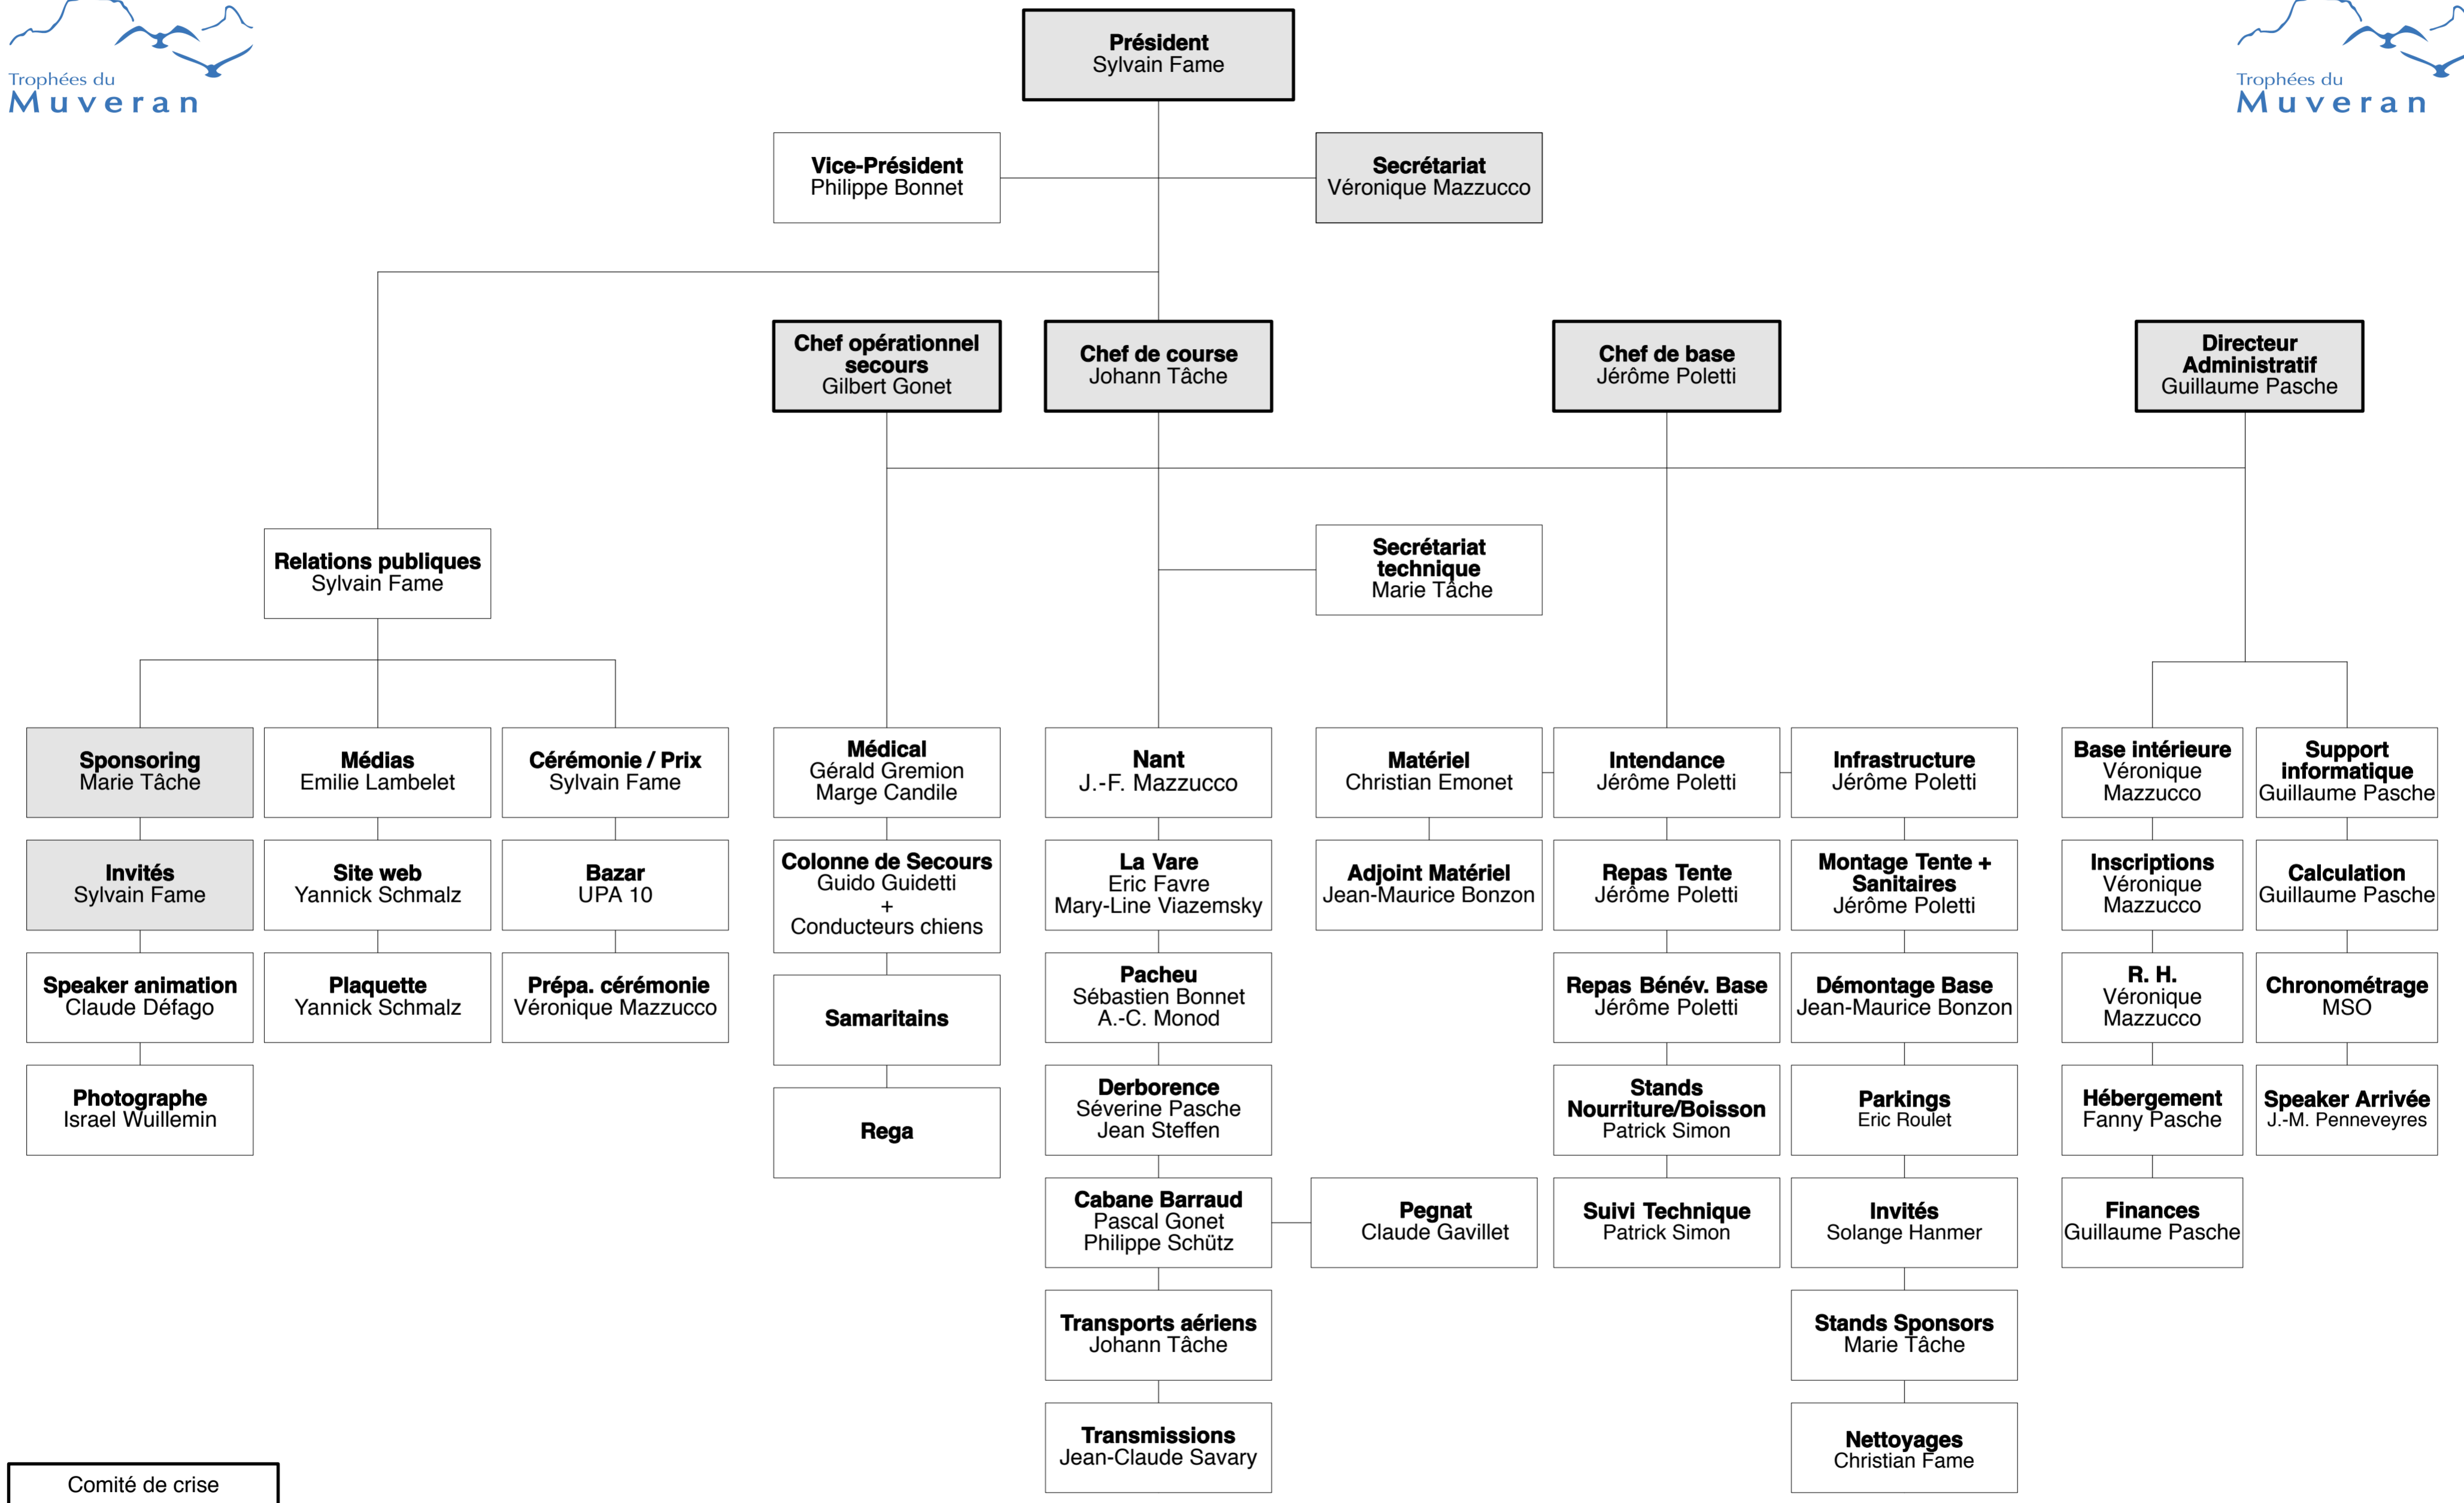 Trophées du
Muveran
Trophées du
Muveran
Président
Sylvain Fame
Vice-Président
Philippe Bonnet
Secrétariat
Véronique Mazzucco
Chef opérationnel
secours
Gilbert Gonet
Chef de course
Johann Tâche
Chef de base
Jérôme Poletti
Directeur
Administratif
Guillaume Pasche
Relations publiques
Sylvain Fame
Secrétariat
technique
Marie Tâche
Sponsoring
Marie Tâche
Invités
Sylvain Fame
Speaker animation
Claude Défago
Photographe
Israel Wuillemin
Médias
Emilie Lambelet
Site web
Yannick Schmalz
Plaquette
Yannick Schmalz
Cérémonie / Prix
Sylvain Fame
Bazar
UPA 10
Prépa. cérémonie
Véronique Mazzucco
Médical
Gérald Gremion
Marge Candile
Colonne de Secours
Guido Guidetti
+
Conducteurs chiens
Samaritains
Rega
Nant
J.-F. Mazzucco
La Vare
Eric Favre
Mary-Line Viazemsky
Pacheu
Sébastien Bonnet
A.-C. Monod
Derborence
Séverine Pasche
Jean Steffen
Cabane Barraud
Pascal Gonet
Philippe Schütz
Pegnat
Claude Gavillet
Transports aériens
Johann Tâche
Transmissions
Jean-Claude Savary
Matériel
Christian Emonet
Adjoint Matériel
Jean-Maurice Bonzon
Intendance
Jérôme Poletti
Repas Tente
Jérôme Poletti
Repas Bénév. Base
Jérôme Poletti
Stands
Nourriture/Boisson
Patrick Simon
Suivi Technique
Patrick Simon
Infrastructure
Jérôme Poletti
Montage Tente +
Sanitaires
Jérôme Poletti
Démontage Base
Jean-Maurice Bonzon
Parkings
Eric Roulet
Invités
Solange Hanmer
Stands Sponsors
Marie Tâche
Nettoyages
Christian Fame
Base intérieure
Véronique
Mazzucco
Inscriptions
Véronique
Mazzucco
R. H.
Véronique
Mazzucco
Hébergement
Fanny Pasche
Finances
Guillaume Pasche
Support
informatique
Guillaume Pasche
Calculation
Guillaume Pasche
Chronométrage
MSO
Speaker Arrivée
J.-M. Penneveyres
Comité de crise